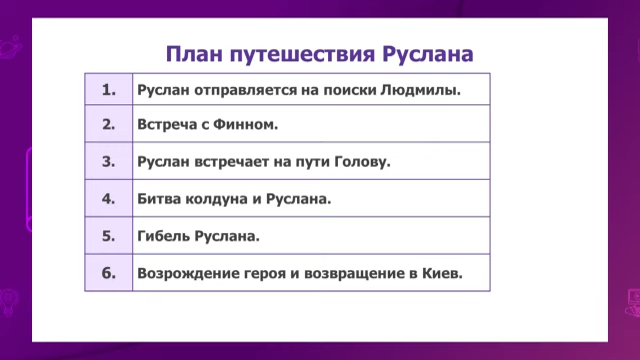 План путешествия Руслана
1. Руслан отправляется на поиски Людмилы.
2. Встреча с Финном.
3. Руслан встречает на пути Голову.
4. Битва колдуна и Руслана.
5. Гибель Руслана.
6. Возрождение героя и возвращение в Киев.